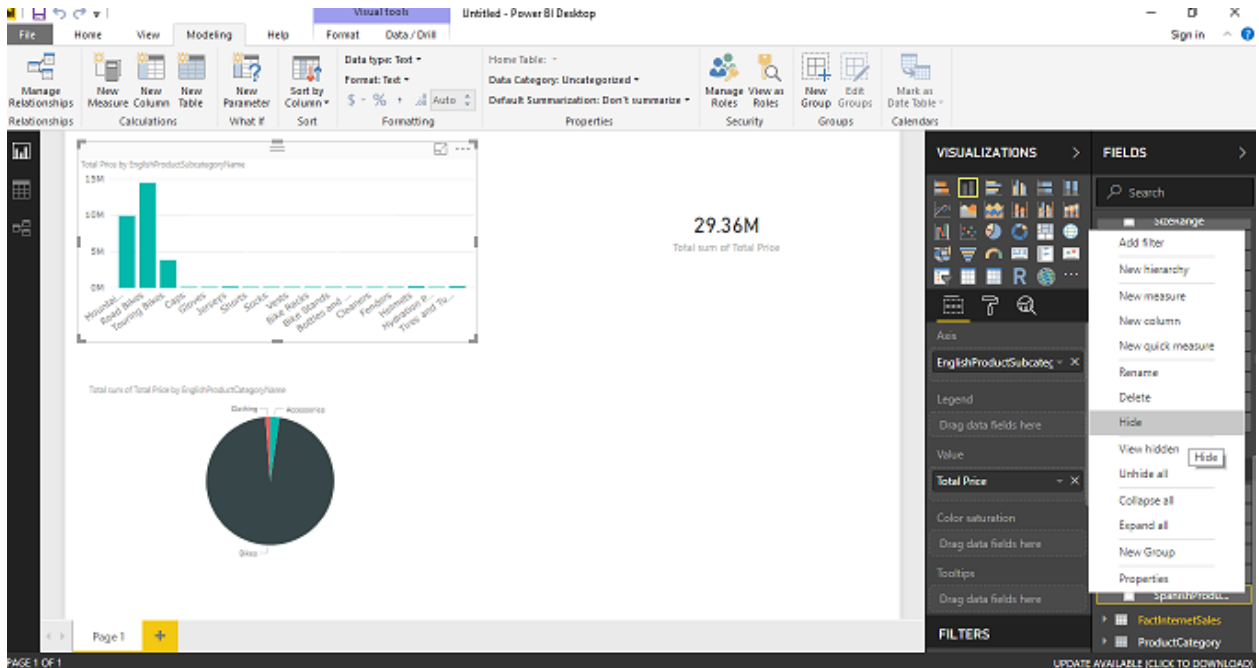 Visual tools Untitled - Power BI Desktop
File Home View Modeling Help Format Data / Drill Sign in
Manage Relationships
New Measure
New Column
New Table
New Parameter
Sort by Column
Data type: Text
Format: Text
$ % , Auto
Home Table:
Data Category: Uncategorized
Default Summarization: Don't summarize
Manage Roles
View as Roles
New Group
Edit Groups
Mark as Date Table
Relationships Calculations What If Sort Formatting Properties Security Groups Calendars
Total Price by EnglishProductSubcategoryName
15M
10M
5M
0M
Mountai...
Road Bikes
Touring Bikes
Caps
Gloves
Jerseys
Shorts
Socks
Vests
Bike Racks
Bike Stands
Bottles and ...
Cleaners
Fenders
Helmets
Hydration P...
Tires and Tu...
29.36M
Total sum of Total Price
Total sum of Total Price by EnglishProductCategoryName
Clothing
Accessories
Bikes
VISUALIZATIONS
R
Axis
EnglishProductSubcateg
Legend
Drag data fields here
Value
Total Price
Color saturation
Drag data fields here
Tooltips
Drag data fields here
FILTERS
FIELDS
Search
SizeRange
Add filter
New hierarchy
New measure
New column
New quick measure
Rename
Delete
Hide
View hidden
Hide
Unhide all
Collapse all
Expand all
New Group
Properties
SpanishProdu...
FactInternetSales
ProductCategory
Page 1
PAGE 1 OF 1
UPDATE AVAILABLE (CLICK TO DOWNLOAD)